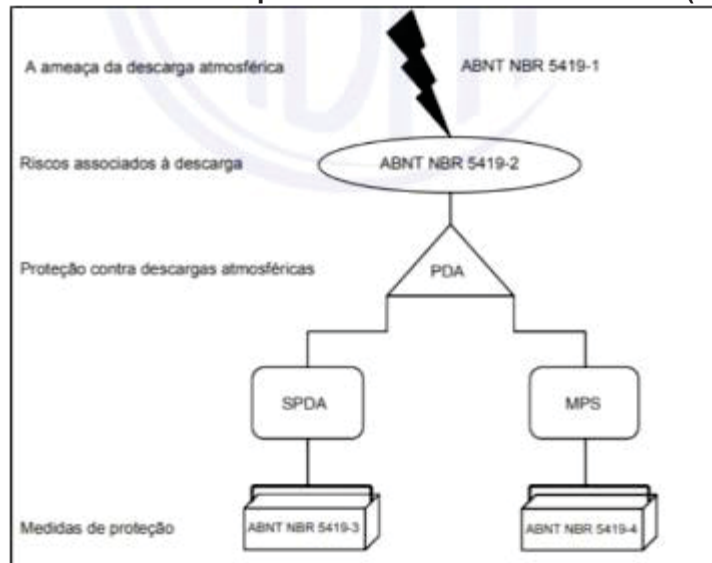 A ameaça da descarga atmosférica ABNT NBR 5419-1
Riscos associados à descarga ABNT NBR 5419-2
Proteção contra descargas atmosféricas PDA
SPDA MPS
Medidas de proteção ABNT NBR 5419-3 ABNT NBR 5419-4